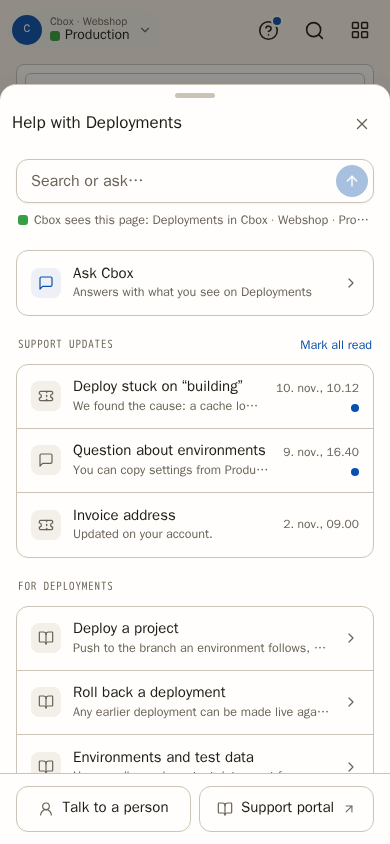 C
Cbox · Webshop
Production
Help with Deployments
Search or ask···
Cbox sees this page: Deployments in Cbox · Webshop · Pro···
Ask Cbox
Answers with what you see on Deployments
SUPPORT UPDATES
Mark all read
Deploy stuck on “building”
10. nov., 10.12
We found the cause: a cache lo···
Question about environments
9. nov., 16.40
You can copy settings from Produ···
Invoice address
2. nov., 09.00
Updated on your account.
FOR DEPLOYMENTS
Deploy a project
Push to the branch an environment follows, ···
Roll back a deployment
Any earlier deployment can be made live aga···
Environments and test data
Talk to a person
Support portal